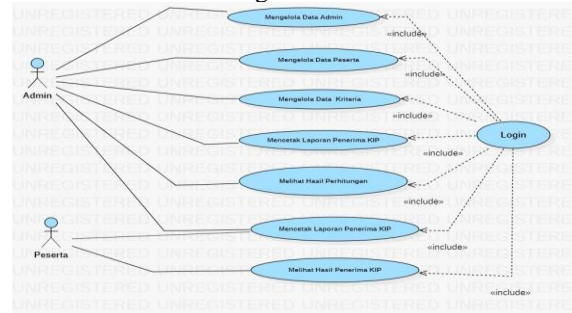 Mengelola Data Admin
«include»
Mengelola Data Peserta
«include»
Admin
Mengelola Data Kriteria
«include»
Login
Mencetak Laporan Penerima KIP
«include»
Melihat Hasil Perhitungan
«include»
Mencetak Laporan Penerima KIP
«include»
Peserta
Melihat Hasil Penerima KIP
«include»